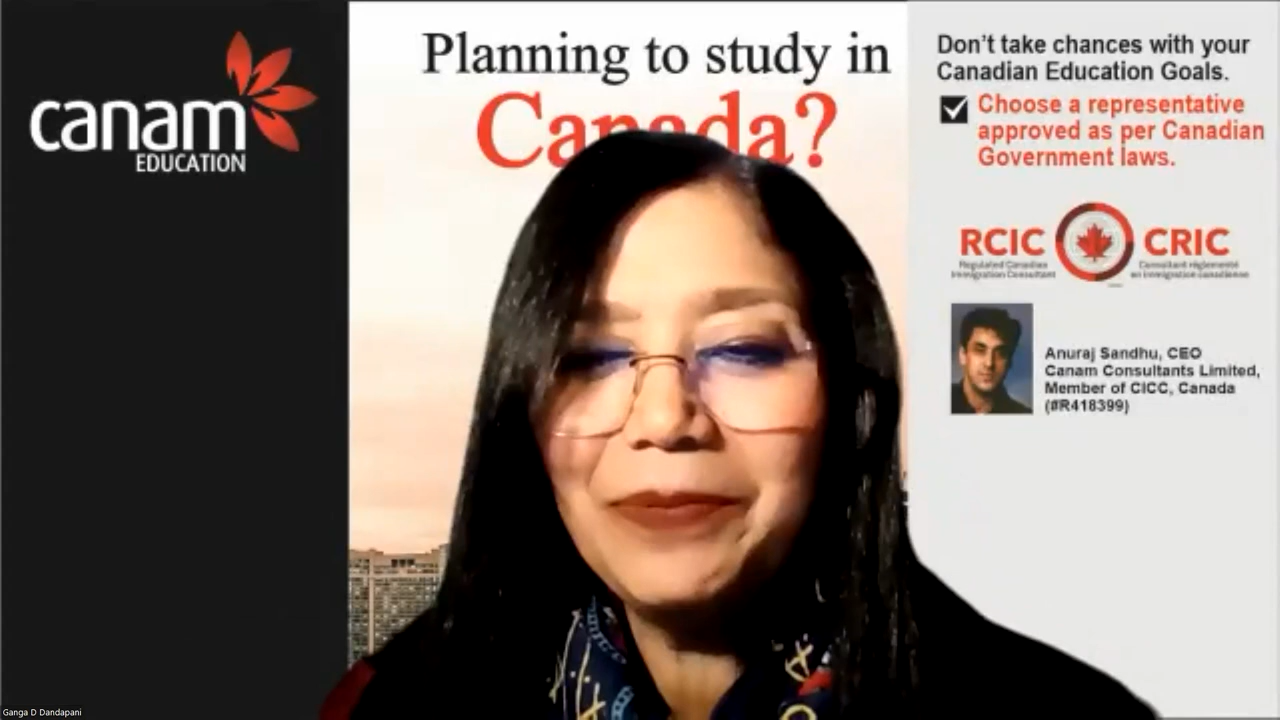 canam
EDUCATION
Planning to study in
Canada?
Don't take chances with your
Canadian Education Goals.
Choose a representative
approved as per Canadian
Government laws.
RCIC CRIC
Regulated Canadian
Immigration Consultant
Consultant réglementé
en immigration canadienne
Anuraj Sandhu, CEO
Canam Consultants Limited,
Member of CICC, Canada
(#R418399)
Ganga D Dandapani